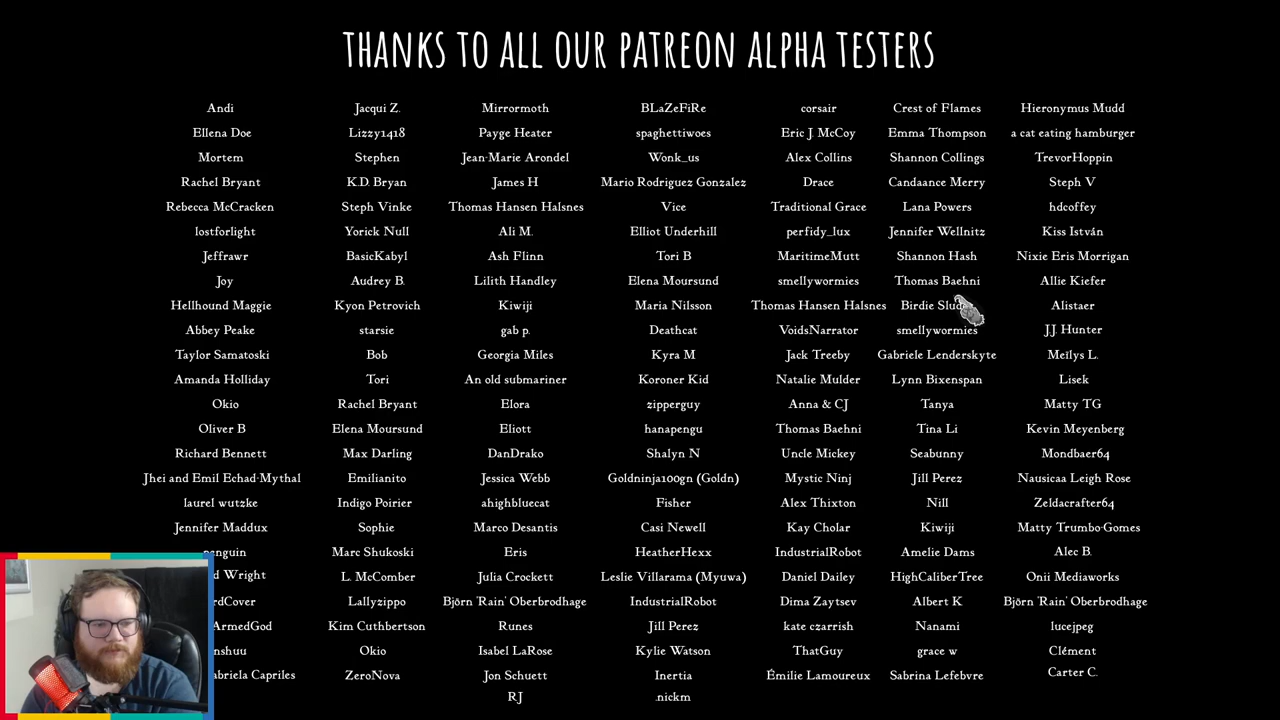 THANKS TO ALL OUR PATREON ALPHA TESTERS
Andi Jacqui Z. Mirrormoth BLaZeFiRe corsair Crest of Flames Hieronymus Mudd
Ellena Doe Lizzy1418 Payge Heater spaghettiwoes Eric J. McCoy Emma Thompson a cat eating hamburger
Mortem Stephen Jean-Marie Arondel Wonk_us Alex Collins Shannon Collings TrevorHoppin
Rachel Bryant K.D. Bryan James H Mario Rodriguez Gonzalez Drace Candaance Merry Steph V
Rebecca McCracken Steph Vinke Thomas Hansen Halsnes Vice Traditional Grace Lana Powers hdcoffey
lostforlight Yorick Null Ali M. Elliot Underhill perfidy_lux Jennifer Wellnitz Kiss István
Jeffrawr BasicKabyl Ash Flinn Tori B MaritimeMutt Shannon Hash Nixie Eris Morrigan
Joy Audrey B. Lilith Handley Elena Moursund smellywormies Thomas Baehni Allie Kiefer
Hellhound Maggie Kyon Petrovich Kiwiji Maria Nilsson Thomas Hansen Halsnes Birdie Alistaer
Abbey Peake starsie gab p. Deathcat VoidsNarrator smellywormies J.J. Hunter
Taylor Samatoski Bob Georgia Miles Kyra M Jack Treeby Gabriele Lenderskyte Meïlys L.
Amanda Holliday Tori An old submariner Koroner Kid Natalie Mulder Lynn Bixenspan Lisek
Okio Rachel Bryant Elora zipperguy Anna & CJ Tanya Matty TG
Oliver B Elena Moursund Eliott hanapengu Thomas Baehni Tina Li Kevin Meyenberg
Richard Bennett Max Darling DanDrako Shalyn N Uncle Mickey Seabunny Mondbaer64
Jhei and Emil Echad-Mythal Emilianito Jessica Webb Goldninja100gn (Goldn) Mystic Ninj Jill Perez Nausicaa Leigh Rose
laurel wutzke Indigo Poirier ahighbluecat Fisher Alex Thixton Nill Zeldacrafter64
Jennifer Maddux Sophie Marco Desantis Casi Newell Kay Cholar Kiwiji Matty Trumbo-Gomes
penguin Marc Shukoski Eris HeatherHexx IndustrialRobot Amelie Dams Alec B.
Wright L. McComber Julia Crockett Leslie Villarama (Myuwa) Daniel Dailey HighCaliberTree Onii Mediaworks
Lallyzippo Björn 'Rain' Oberbrodhage IndustrialRobot Dima Zaytsev Albert K Björn 'Rain' Oberbrodhage
Kim Cuthbertson Runes Jill Perez kate czarrish Nanami lucejpeg
Okio Isabel LaRose Kylie Watson ThatGuy grace w Clément
Capriles ZeroNova Jon Schuett Inertia Émilie Lamoureux Sabrina Lefebvre Carter C.
RJ .nickm